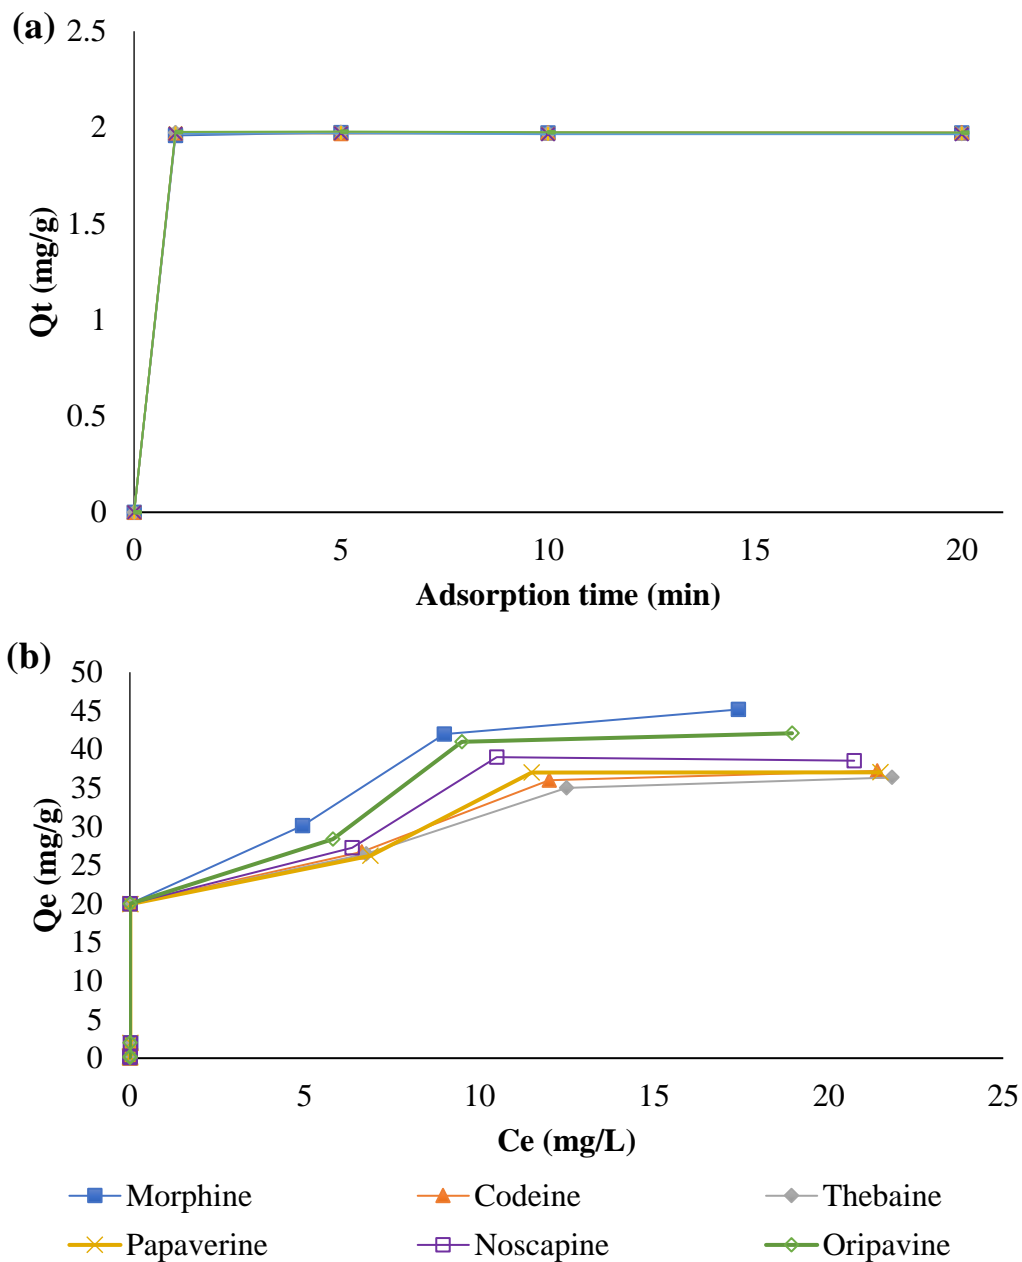 (a)
2.5
2
1.5
1
0.5
0
Qt (mg/g)
0 5 10 15 20
Adsorption time (min)
(b)
50
45
40
35
30
25
20
15
10
5
0
Qe (mg/g)
0 5 10 15 20 25
Ce (mg/L)
Morphine Codeine Thebaine
Papaverine Noscapine Oripavine